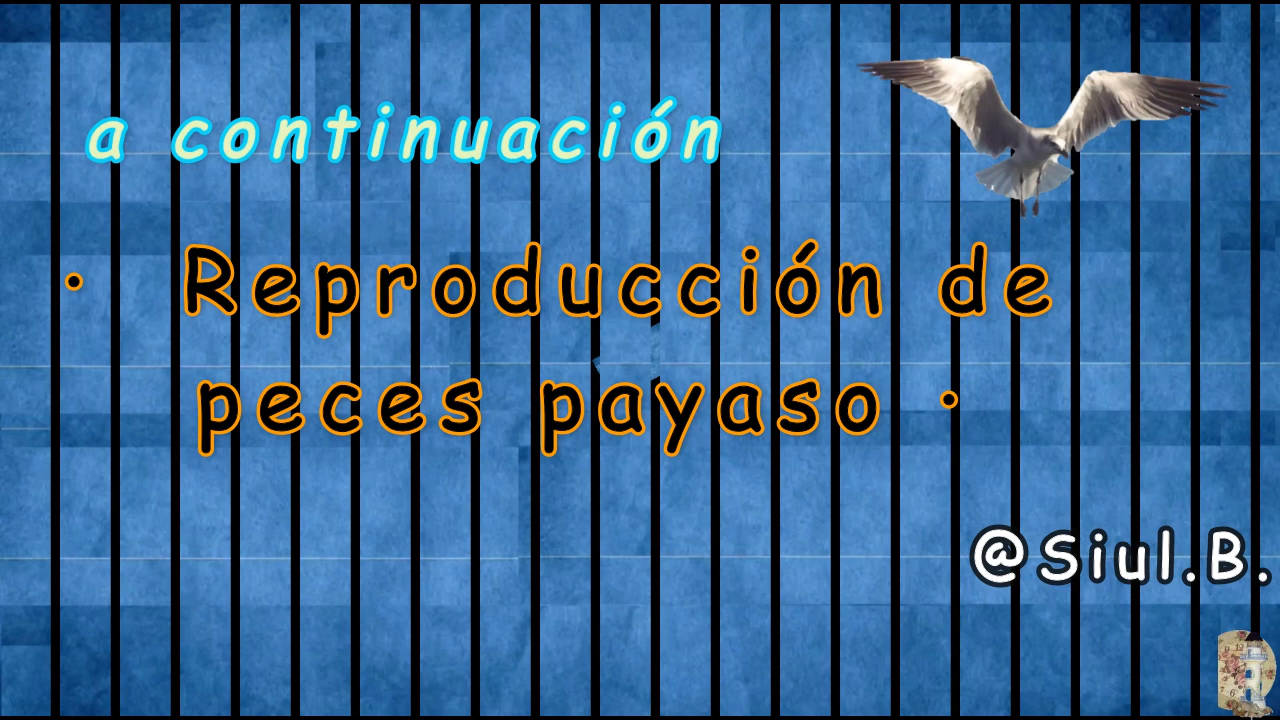 a continuación
· Reproducción de
peces payaso ·
@Siul.B.